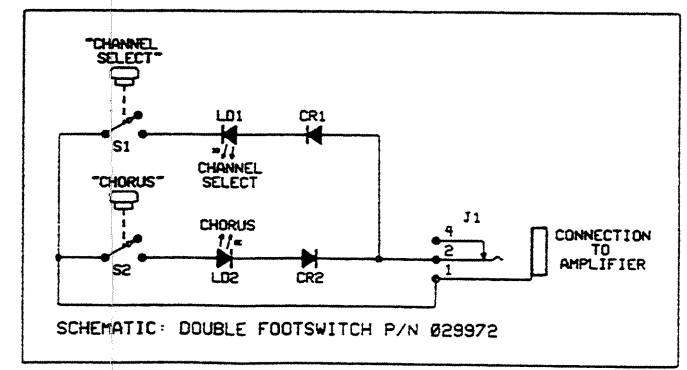 "CHANNEL
SELECT"
LD1
CR1
S1
CHANNEL
SELECT
"CHORUS"
CHORUS
J1
4
2
1
CONNECTION
TO
AMPLIFIER
S2
LD2
CR2
SCHEMATIC: DOUBLE FOOTSWITCH P/N 029972